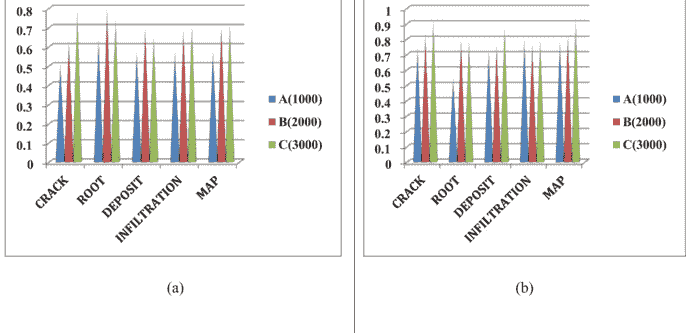 0.8
0.7
0.6
0.5
0.4
0.3
0.2
0.1
0
CRACK
ROOT
DEPOSIT
INFILTRATION
MAP
A(1000)
B(2000)
C(3000)
(a)
1
0.9
0.8
0.7
0.6
0.5
0.4
0.3
0.2
0.1
0
CRACK
ROOT
DEPOSIT
INFILTRATION
MAP
A(1000)
B(2000)
C(3000)
(b)